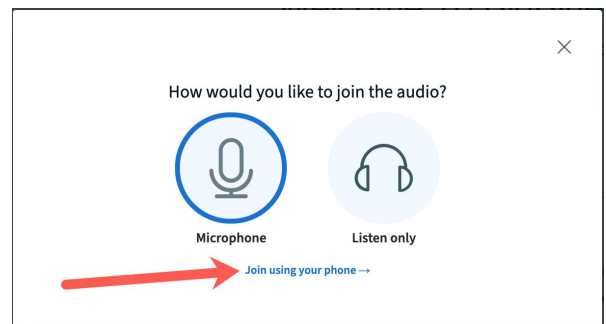 How would you like to join the audio?
Microphone Listen only
Join using your phone →